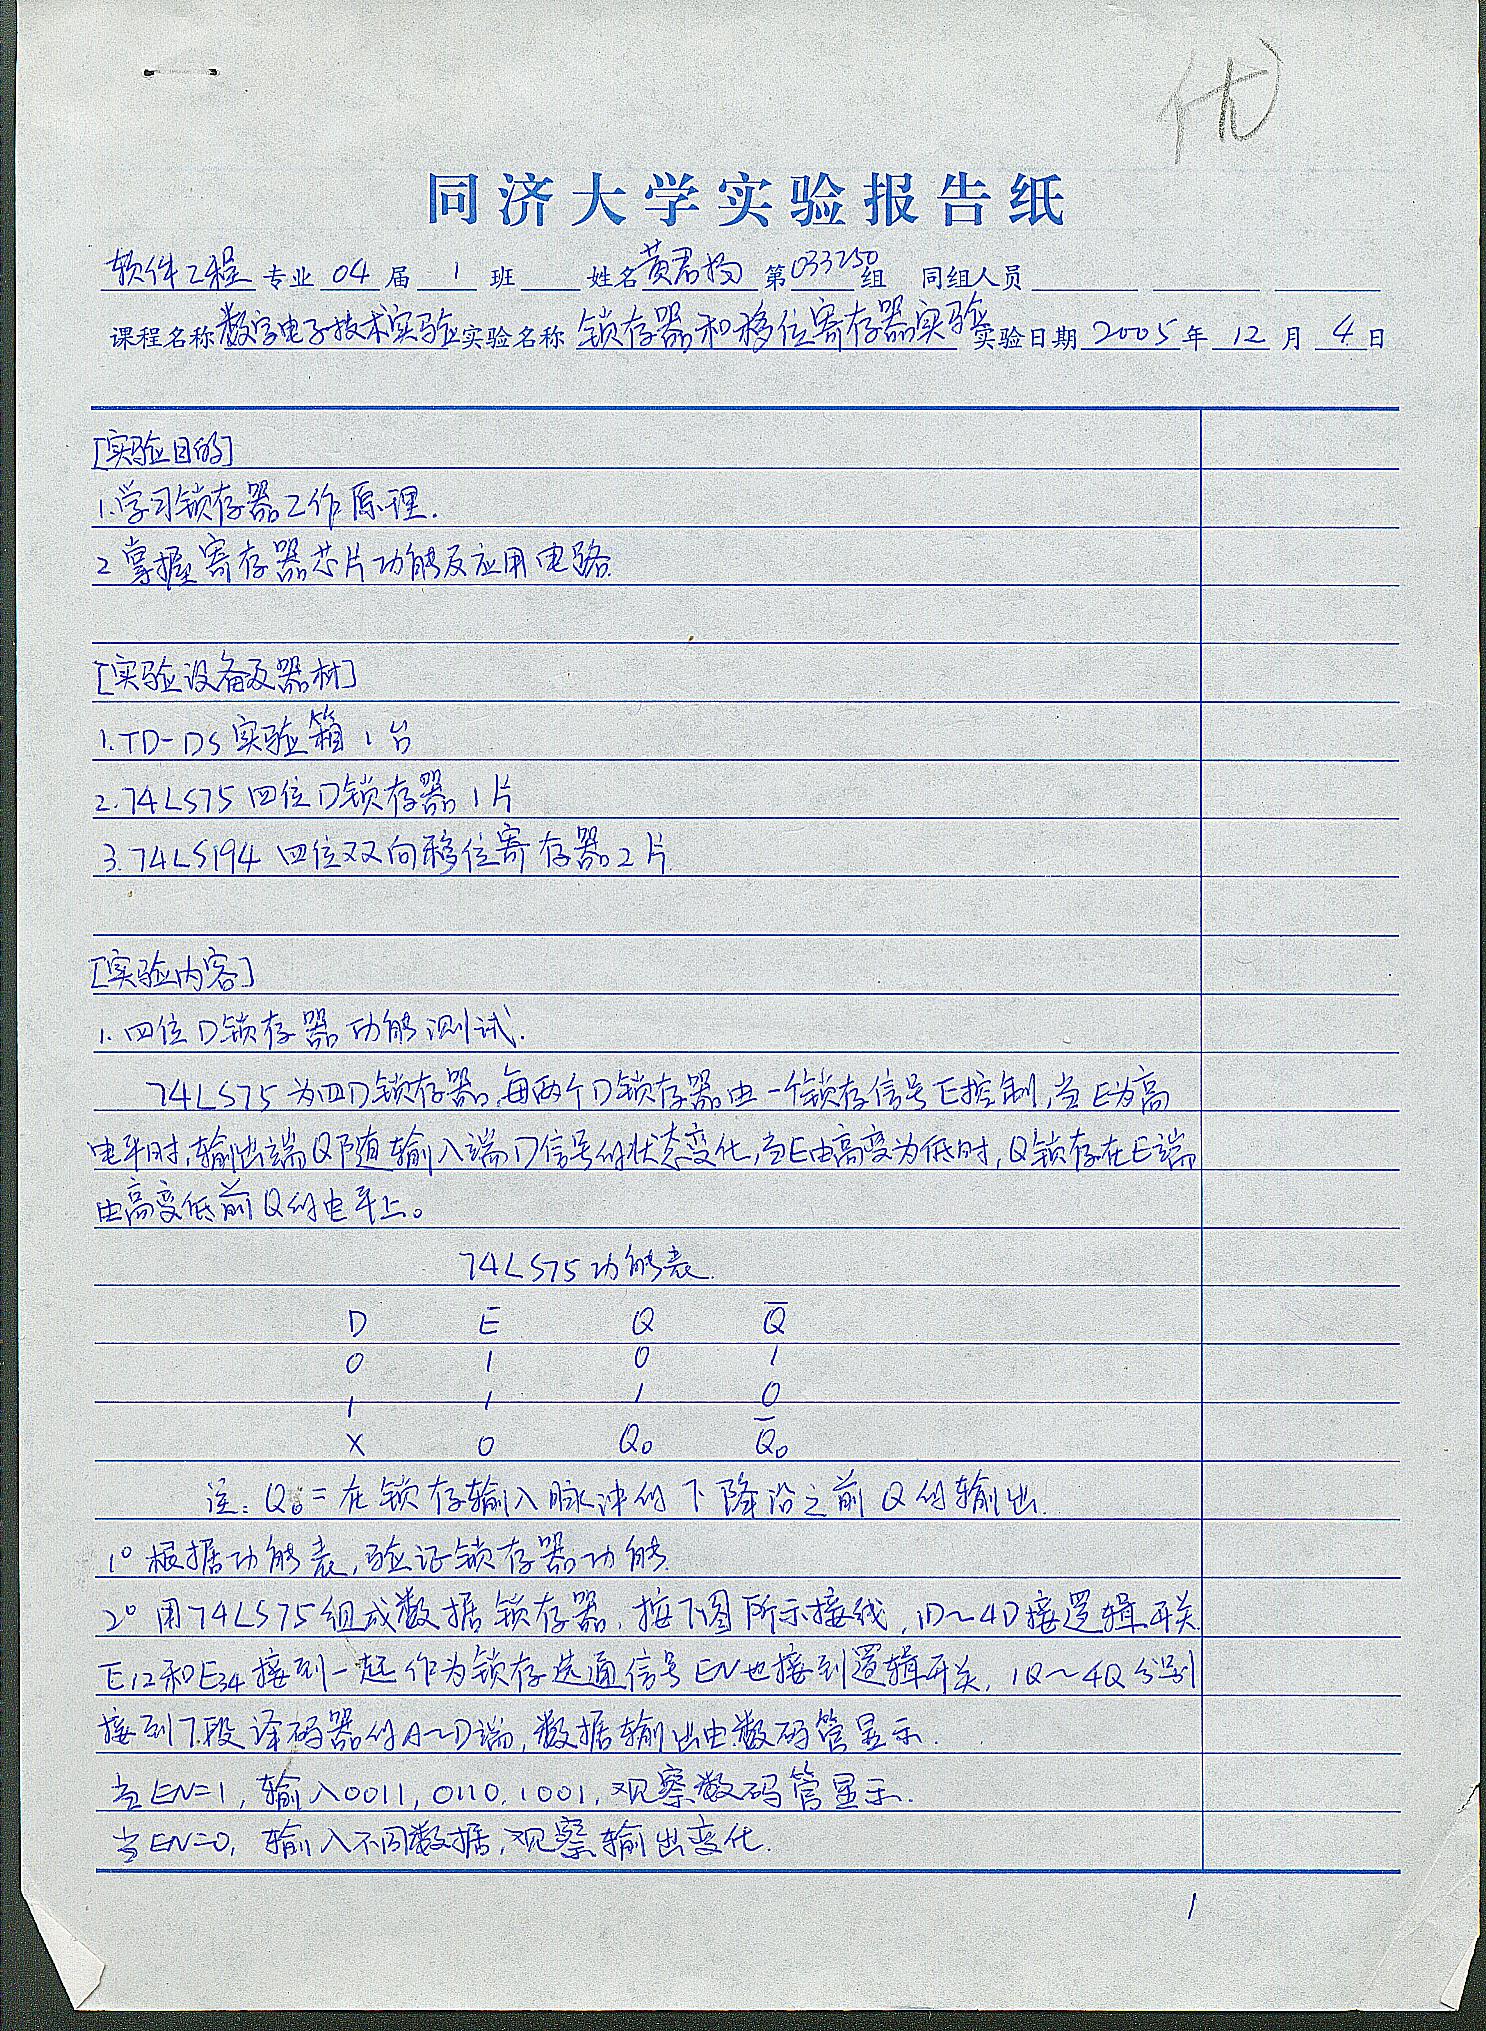 优
同济大学实验报告纸
软件工程 专业 04 届 1 班 姓名 黄君杨 第 033250 组 同组人员
课程名称 数字电子技术实验 实验名称 锁存器和移位寄存器实验 实验日期 2005 年 12 月 4 日
[实验目的]
1.学习锁存器工作原理.
2 掌握寄存器芯片功能及应用电路.
[实验设备及器材]
1.TD-DS 实验箱 1 台
2.74LS75 四位D锁存器 1 片
3.74LS194 四位双向移位寄存器 2 片
[实验内容]
1.四位D锁存器功能测试.
74LS75为四D锁存器,每两个D锁存器由一个锁存信号E控制,当E为高
电平时,输出端Q随输入端D信号的状态变化,当E由高变为低时,Q锁存在E端
由高变低前Q的电平上。
74LS75功能表.
D E Q Q̅
0 1 0 1
1 1 1 0
X 0 Q₀ Q̅₀
注: Q₀=在锁存输入脉冲的下降沿之前Q的输出.
1° 根据功能表,验证锁存器功能.
2° 用74LS75组成数据锁存器,按下图所示接线,1D~4D接逻辑开关.
E12和E34接到一起作为锁存选通信号EN也接到逻辑开关,1Q~4Q分别
接到7段译码器的A~D端,数据输出由数码管显示.
当EN=1,输入0011,0110,1001,观察数码管显示.
当EN=0,输入不同数据,观察输出变化.
1